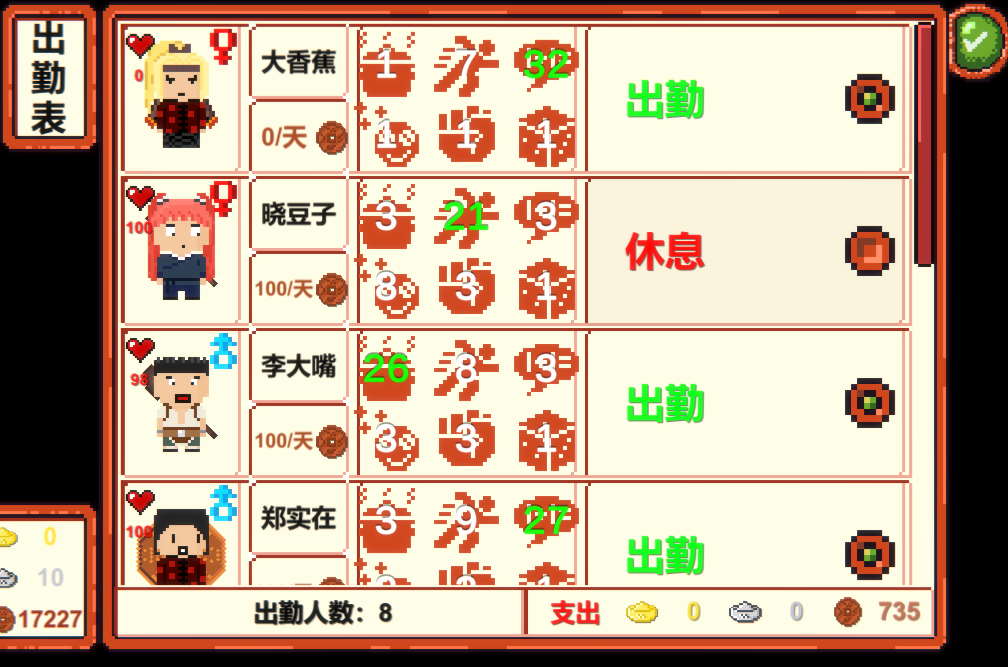 出勤表
0
大香蕉
0/天
1 7 32
1 1 1
出勤
100
晓豆子
100/天
3 21 3
8 3 1
休息
98
李大嘴
100/天
26 8 3
3 3 1
出勤
100
郑实在
3 9 27
出勤
0
10
17227
出勤人数：8
支出 0 0 735